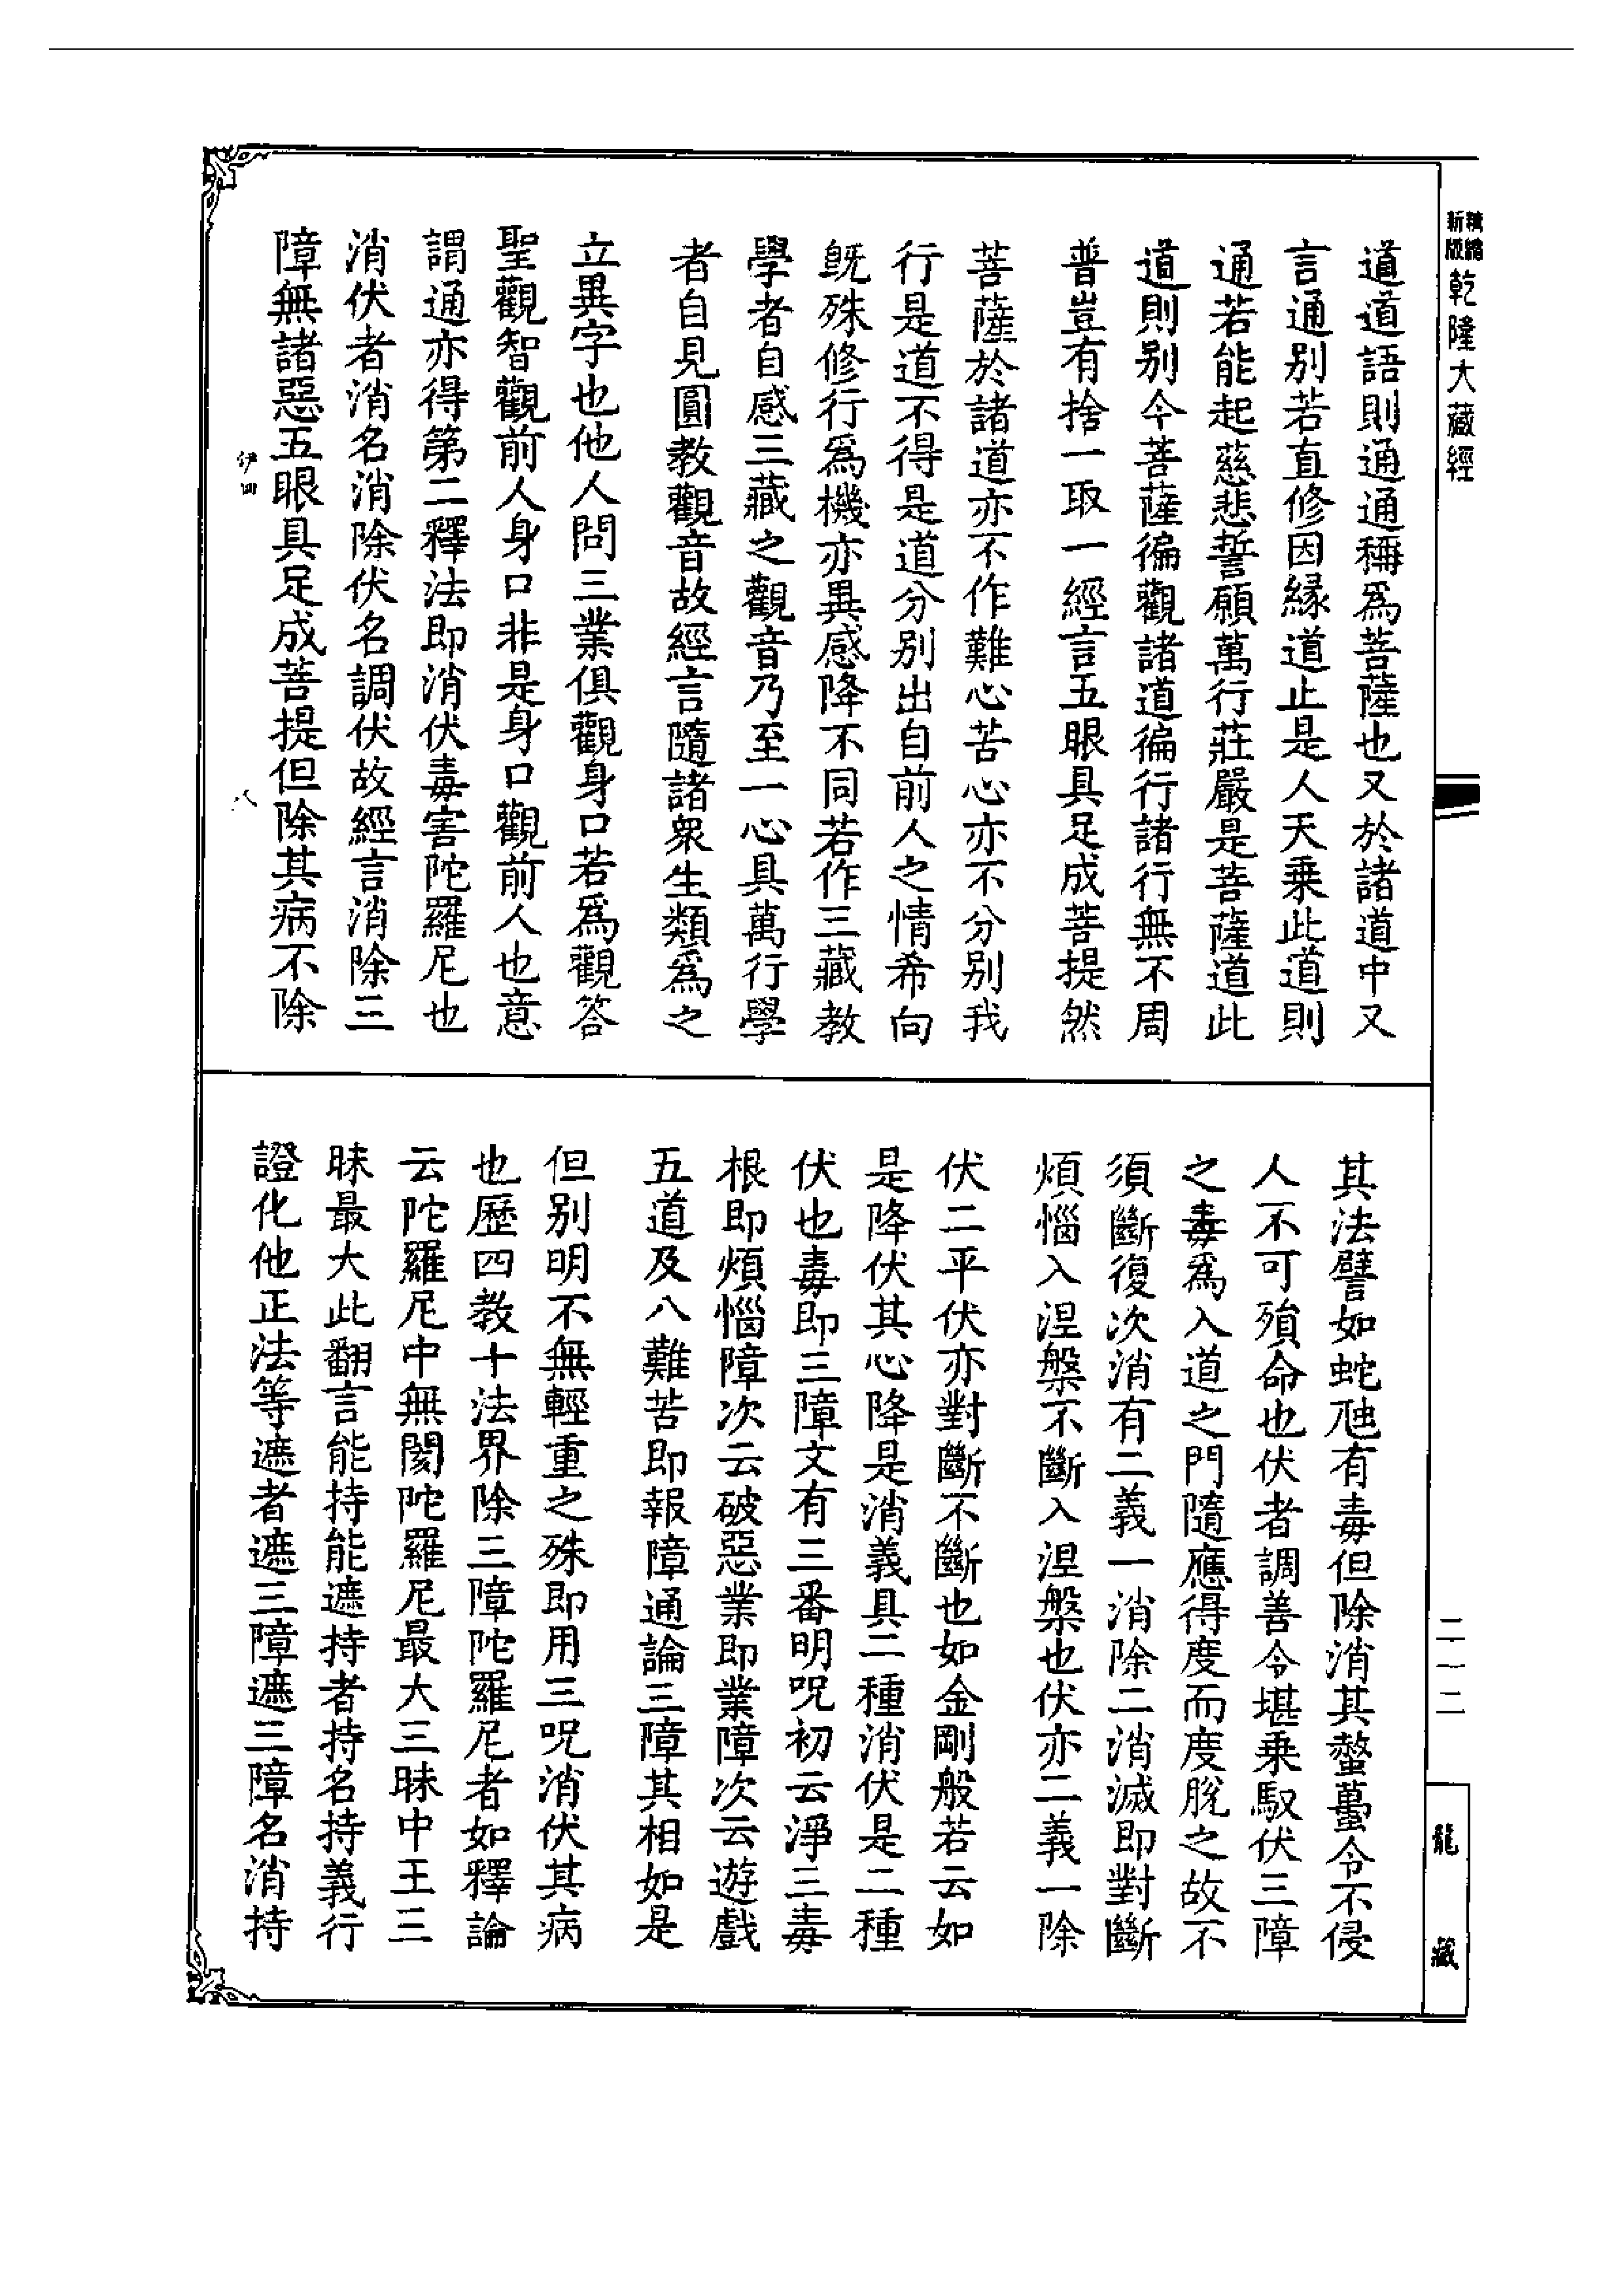 精繪新版
乾隆大藏經
道道語則通通稱爲菩薩也又於諸道中又
言通別若直修因緣道止是人天乘此道則
通若能起慈悲誓願萬行莊嚴是菩薩道此
道則別今菩薩徧觀諸道徧行諸行無不周
普豈有捨一取一經言五眼具足成菩提然
菩薩於諸道亦不作難心苦心亦不分別我
行是道不得是道分別出自前人之情希向
旣殊修行爲機亦異感降不同若作三藏教
學者自感三藏之觀音乃至一心具萬行學
者自見圓教觀音故經言隨諸衆生類爲之
立異字也他人問三業俱觀身口若爲觀答
聖觀智觀前人身口非是身口觀前人也意
謂通亦得第二釋法即消伏毒害陀羅尼也
消伏者消名消除伏名調伏故經言消除三
障無諸惡五眼具足成菩提但除其病不除
伊四
八
其法譬如蛇虺有毒但除消其螫蠆令不侵
人不可殞命也伏者調善令堪乘馭伏三障
之毒爲入道之門隨應得度而度脫之故不
須斷復次消有二義一消除二消滅即對斷
煩惱入涅槃不斷入涅槃也伏亦二義一除
伏二平伏亦對斷不斷也如金剛般若云如
是降伏其心降是消義具二種消伏是二種
伏也毒即三障文有三番明呪初云淨三毒
根即煩惱障次云破惡業即業障次云遊戲
五道及八難苦即報障通論三障其相如是
但別明不無輕重之殊即用三呪消伏其病
也歷四教十法界除三障陀羅尼者如釋論
云陀羅尼中無閡陀羅尼最大三昧中王三
昧最大此翻言能持能遮持者持名持義行
證化他正法等遮者遮三障遮三障名消持
二一二
龍
藏